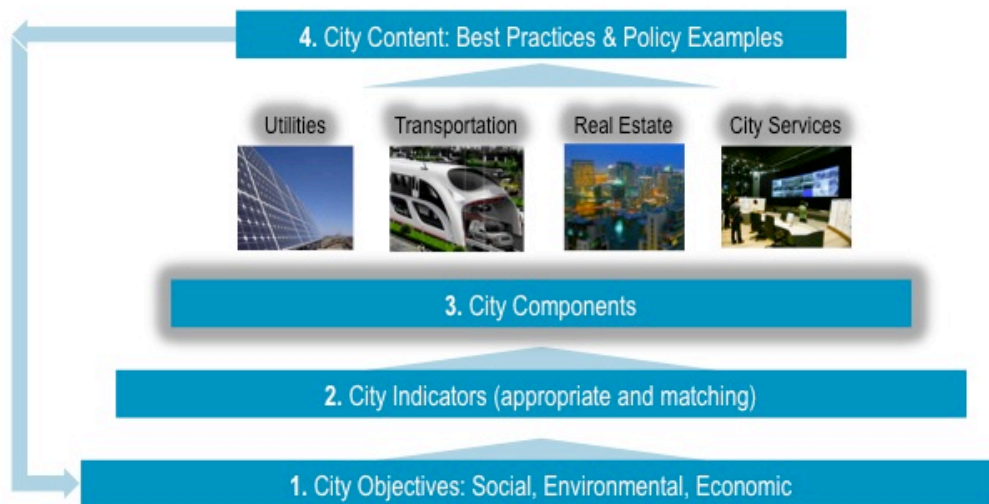 4. City Content: Best Practices & Policy Examples
Utilities
Transportation
Real Estate
City Services
3. City Components
2. City Indicators (appropriate and matching)
1. City Objectives: Social, Environmental, Economic